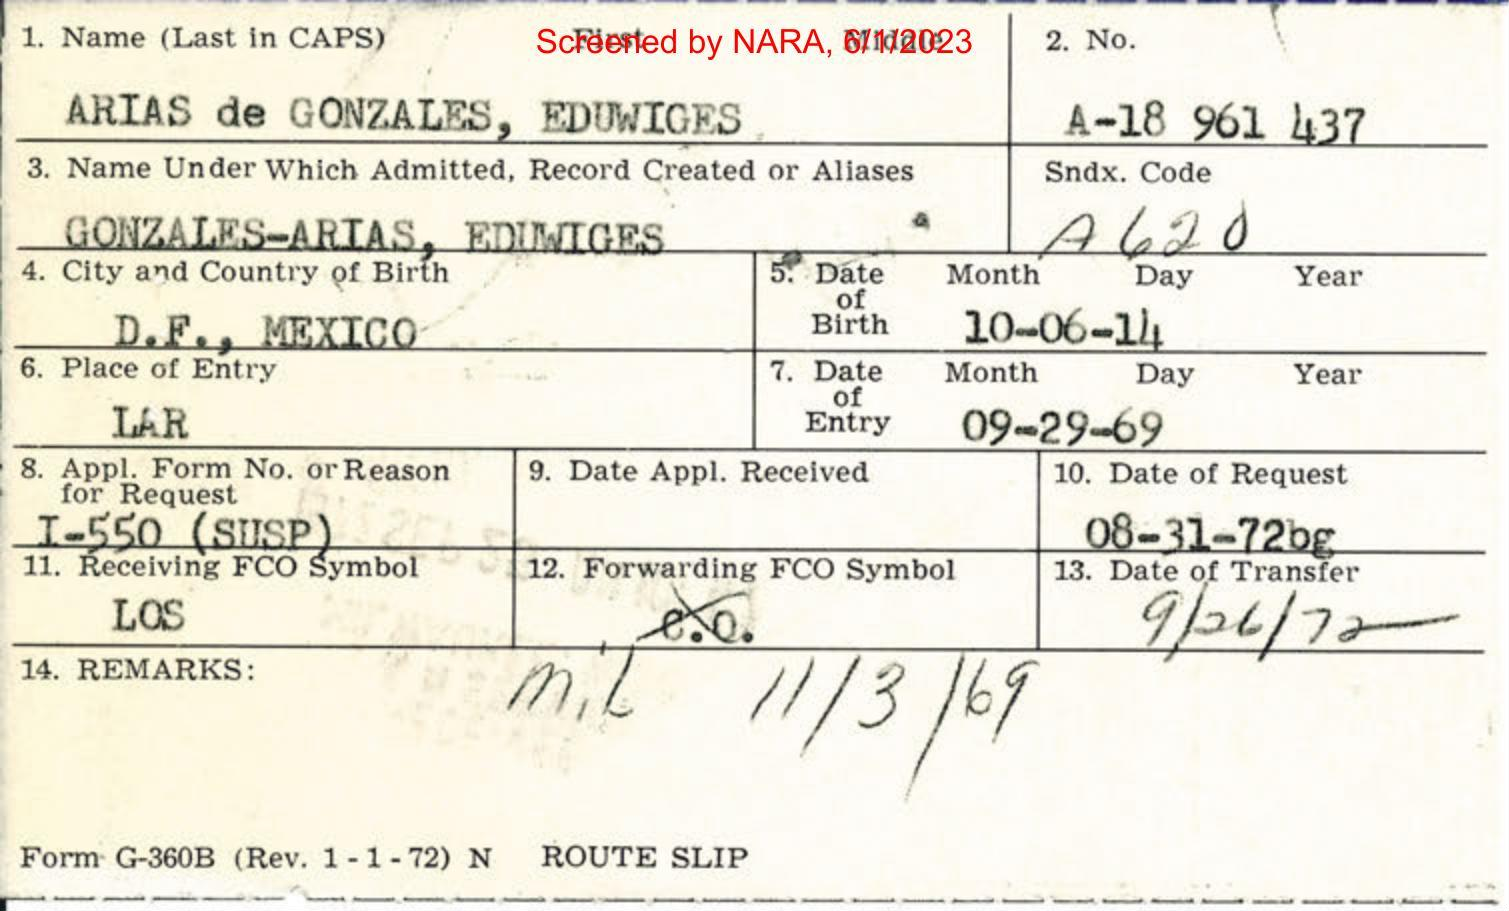 Screened by NARA, 6/1/2023
1. Name (Last in CAPS) First Middle 2. No.
ARIAS de GONZALES, EDUWIGES A-18 961 437
3. Name Under Which Admitted, Record Created or Aliases Sndx. Code
GONZALES-ARIAS, EDUWIGES A620
4. City and Country of Birth 5. Date of Birth Month Day Year
D.F., MEXICO 10-06-14
6. Place of Entry 7. Date of Entry Month Day Year
LAR 09-29-69
8. Appl. Form No. or Reason for Request 9. Date Appl. Received 10. Date of Request
I-550 (SUSP) 08-31-72bg
11. Receiving FCO Symbol 12. Forwarding FCO Symbol 13. Date of Transfer
LOS C.O. 9/26/72
14. REMARKS: M,L 11/3/69
Form G-360B (Rev. 1-1-72) N ROUTE SLIP